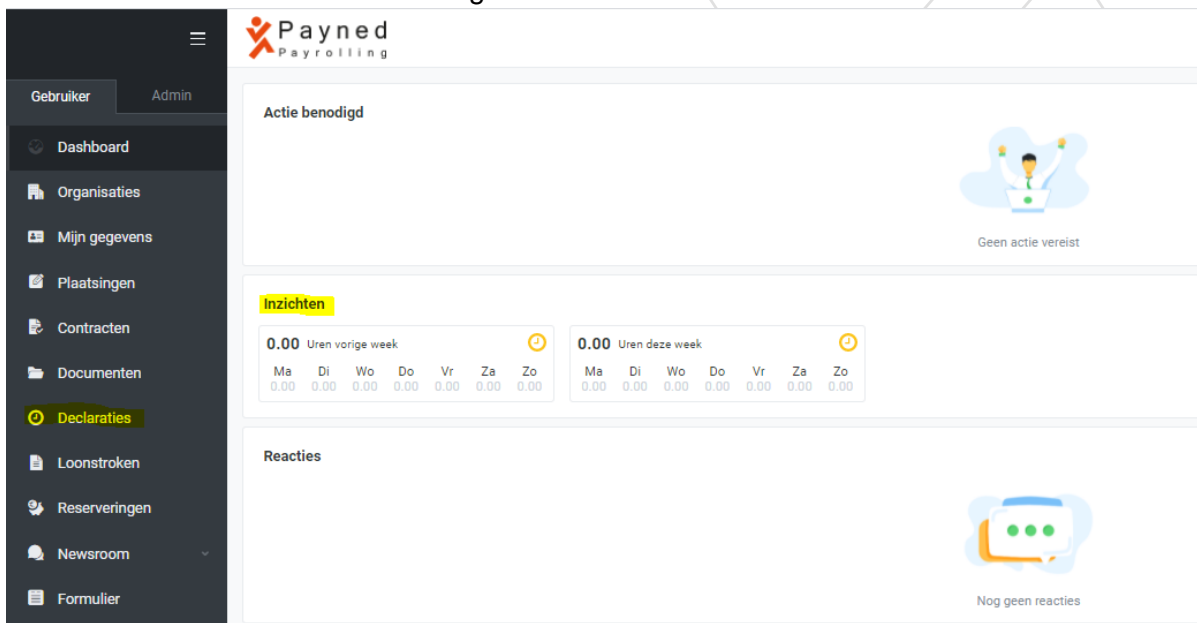 Payned
Payrolling
Gebruiker
Admin
Dashboard
Organisaties
Mijn gegevens
Plaatsingen
Contracten
Documenten
Declaraties
Loonstroken
Reserveringen
Newsroom
Formulier
Actie benodigd
Geen actie vereist
Inzichten
0.00 Uren vorige week
Ma Di Wo Do Vr Za Zo
0.00 0.00 0.00 0.00 0.00 0.00 0.00
0.00 Uren deze week
Ma Di Wo Do Vr Za Zo
0.00 0.00 0.00 0.00 0.00 0.00 0.00
Reacties
Nog geen reacties